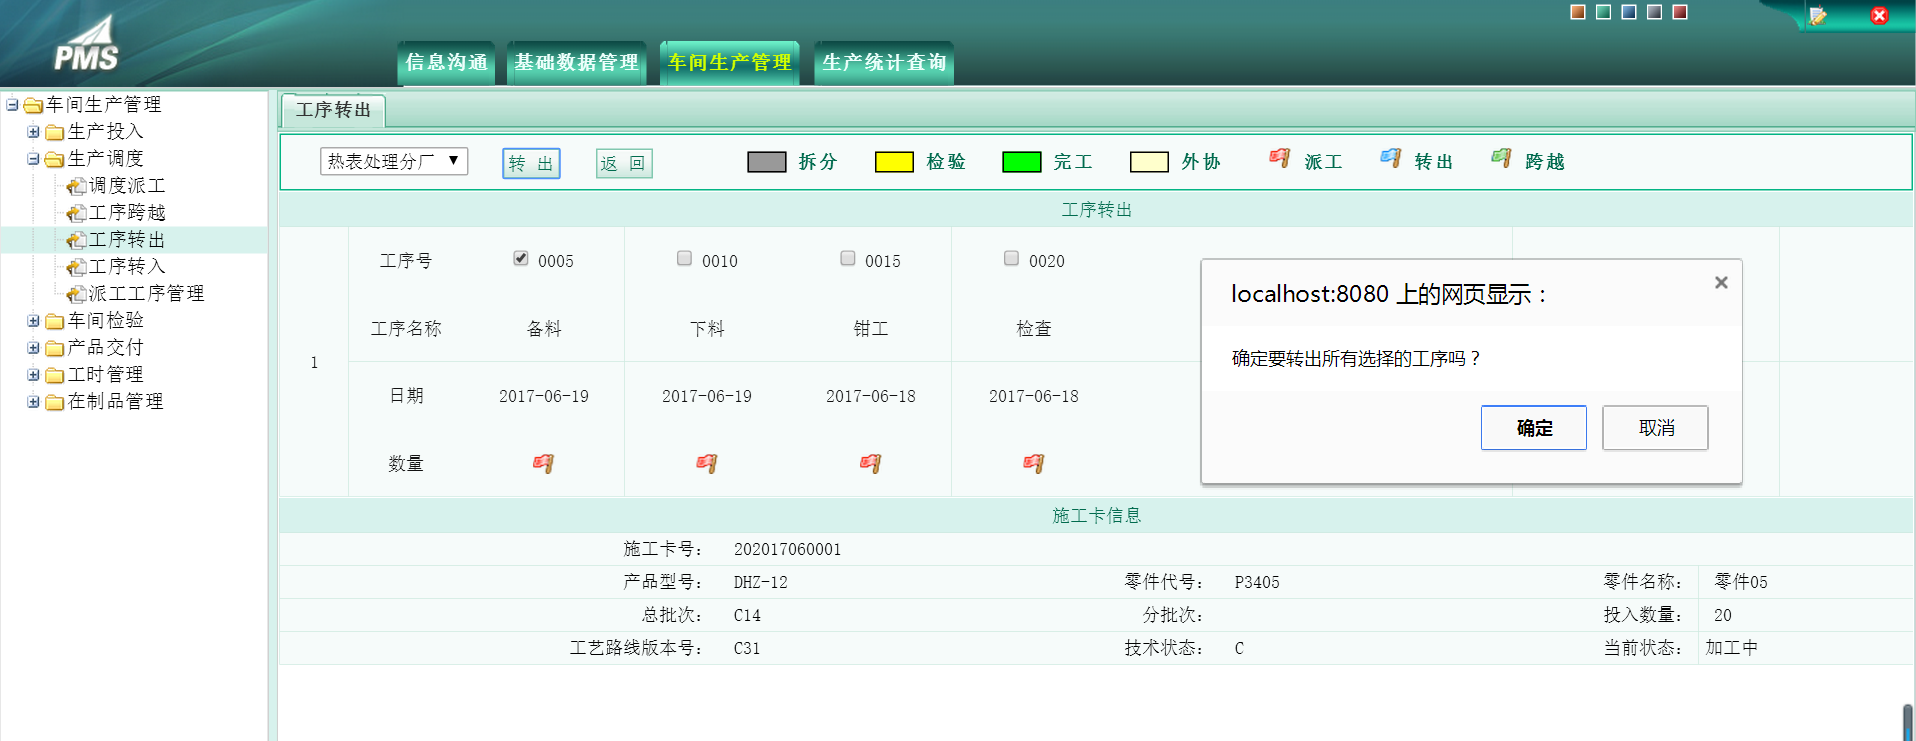 PMS
信息沟通 基础数据管理 车间生产管理 生产统计查询
车间生产管理
生产投入
生产调度
调度派工
工序跨越
工序转出
工序转入
派工工序管理
车间检验
产品交付
工时管理
在制品管理
工序转出
热表处理分厂 ▼ 转 出 返 回 拆分 检验 完工 外协 派工 转出 跨越
工序转出
1
工序号 0005 0010 0015 0020
工序名称 备料 下料 钳工 检查
日期 2017-06-19 2017-06-19 2017-06-18 2017-06-18
数量
localhost:8080 上的网页显示：
确定要转出所有选择的工序吗？
确定 取消
施工卡信息
施工卡号： 202017060001
产品型号： DHZ-12 零件代号： P3405 零件名称： 零件05
总批次： C14 分批次： 投入数量： 20
工艺路线版本号： C31 技术状态： C 当前状态： 加工中